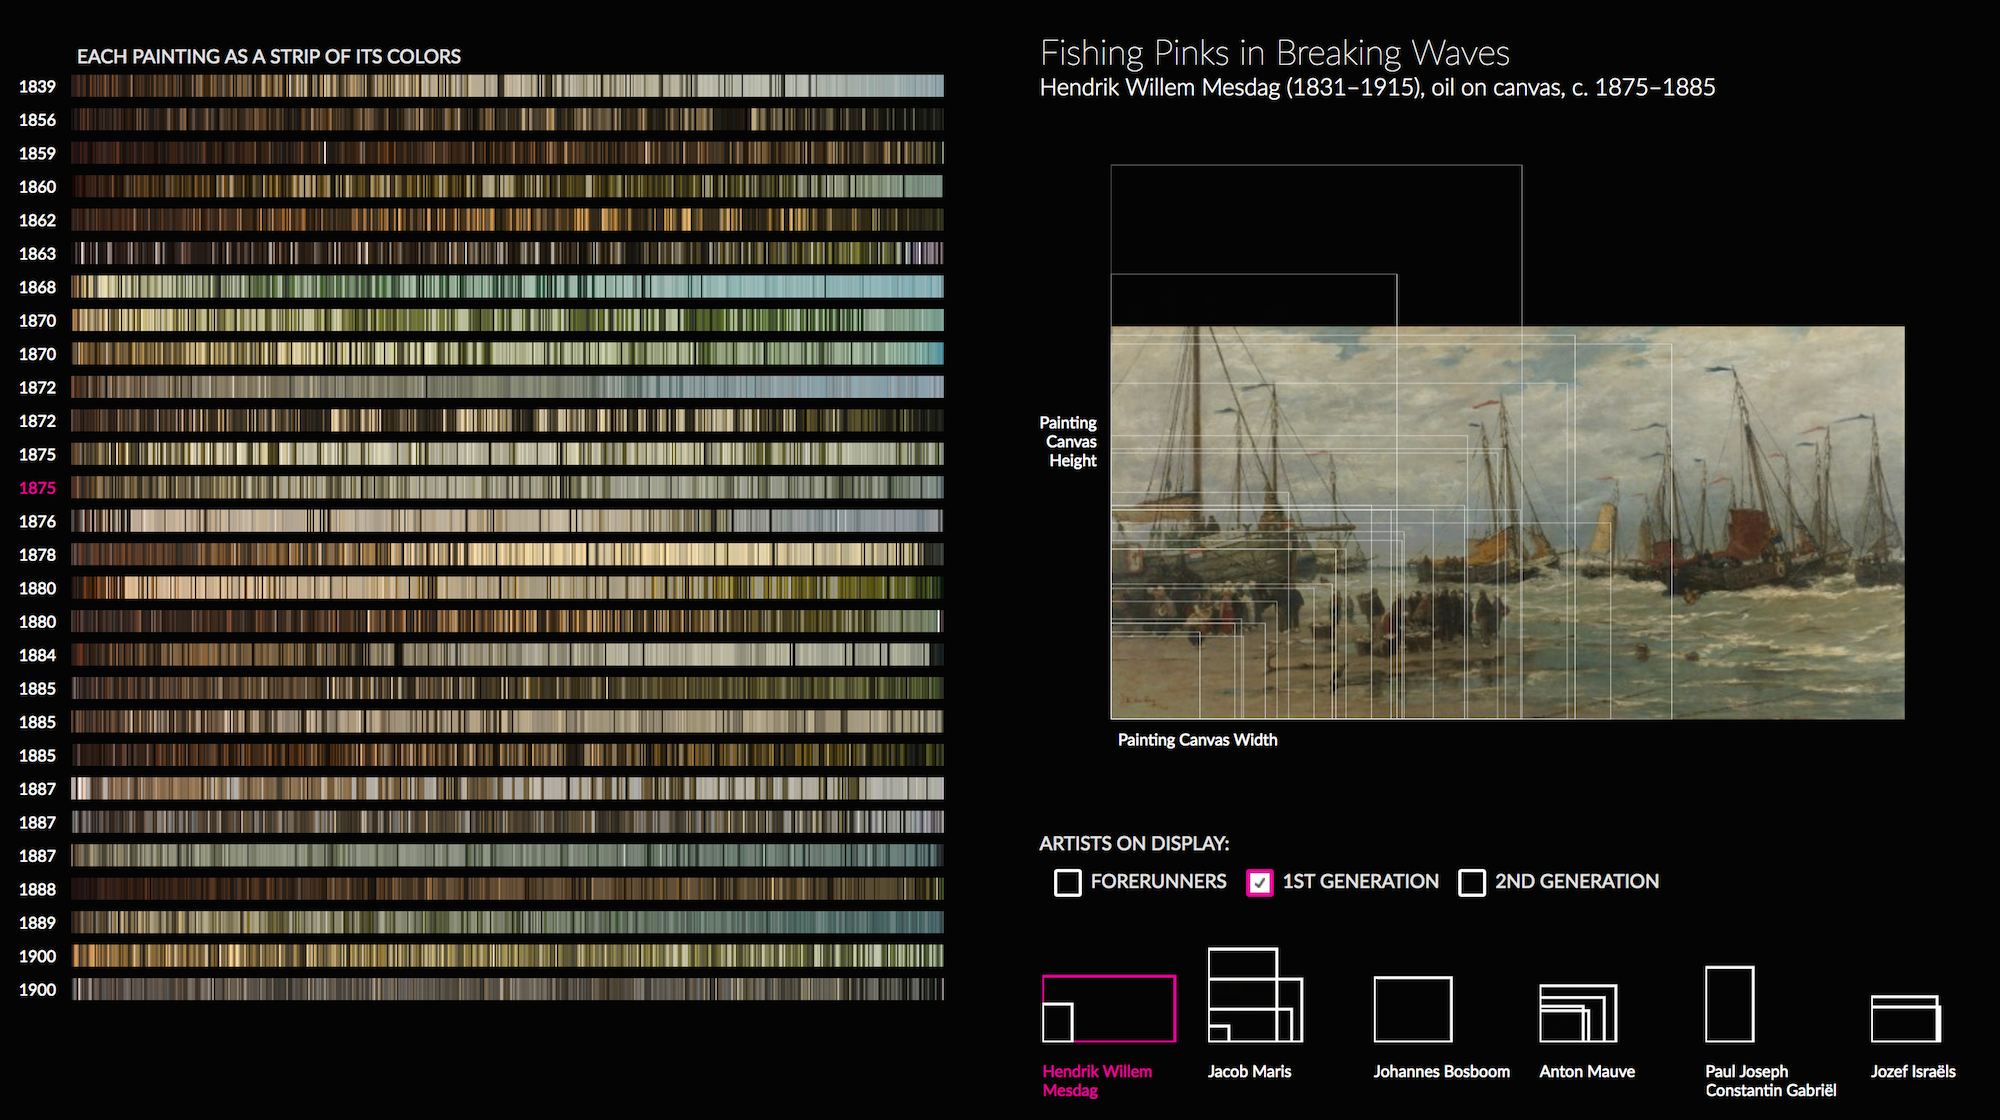 EACH PAINTING AS A STRIP OF ITS COLORS
1839
1856
1859
1860
1862
1863
1868
1870
1870
1872
1872
1875
1875
1876
1878
1880
1880
1884
1885
1885
1885
1887
1887
1887
1888
1889
1900
1900
Fishing Pinks in Breaking Waves
Hendrik Willem Mesdag (1831–1915), oil on canvas, c. 1875–1885
Painting
Canvas
Height
Painting Canvas Width
ARTISTS ON DISPLAY:
FORERUNNERS
1ST GENERATION
2ND GENERATION
Hendrik Willem
Mesdag
Jacob Maris
Johannes Bosboom
Anton Mauve
Paul Joseph
Constantin Gabriël
Jozef Israëls